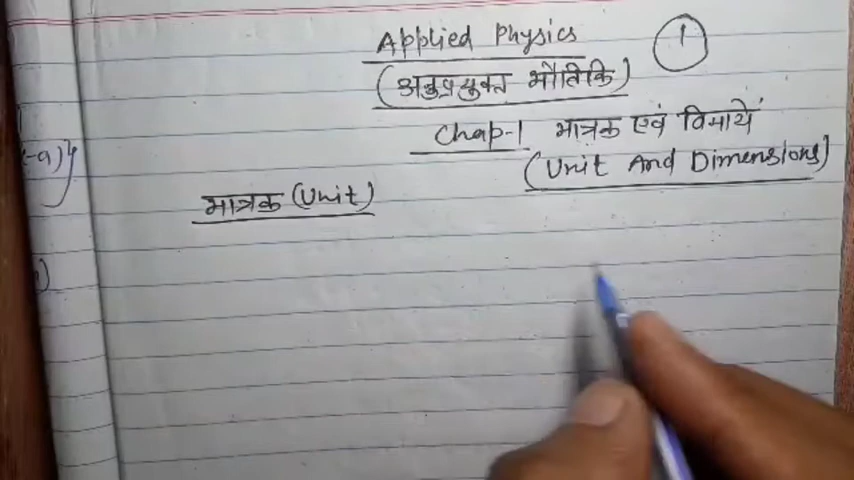 Applied Physics
1
(अनुप्रयुक्त भौतिकि)
Chap-1 मात्रक एवं विमायें
(Unit And Dimensions)
मात्रक (Unit)